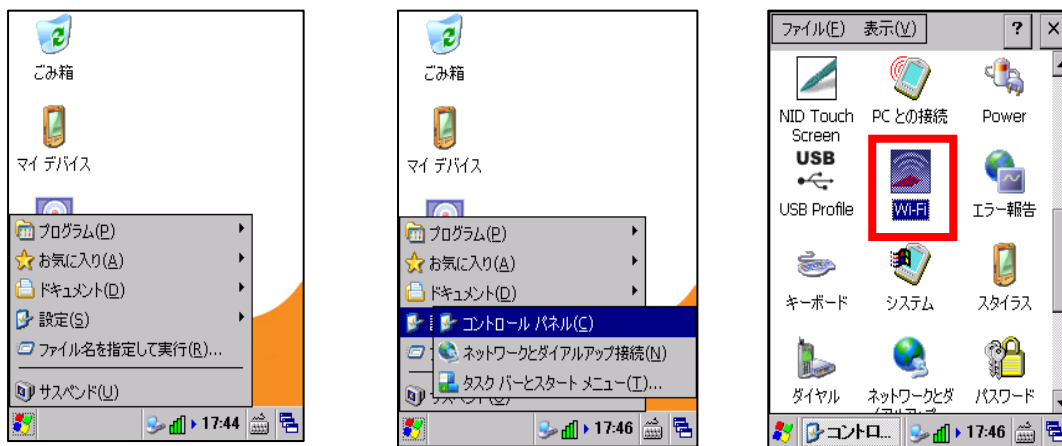 ごみ箱
マイ デバイス
プログラム(P)
お気に入り(A)
ドキュメント(D)
設定(S)
ファイル名を指定して実行(R)...
サスペンド(U)
17:44
ごみ箱
マイ デバイス
プログラム(P)
お気に入り(A)
ドキュメント(D)
コントロール パネル(C)
ネットワークとダイアルアップ接続(N)
タスク バーとスタート メニュー(T)...
17:46
ファイル(F) 表示(V) ? ×
NID Touch Screen
PC との接続
Power
USB
USB Profile
Wi-Fi
エラー報告
キーボード
システム
スタイラス
ダイヤル
ネットワークとダ
パスワード
コントロ... 17:46